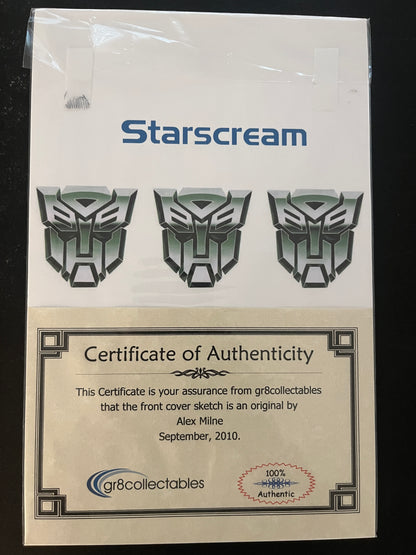 Starscream
Certificate of Authenticity
This Certificate is your assurance from gr8collectables
that the front cover sketch is an original by
Alex Milne
September, 2010.
gr8collectables
100%
Authentic